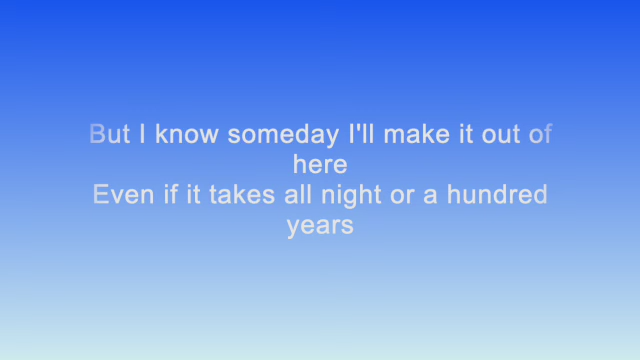 But I know someday I'll make it out of
here
Even if it takes all night or a hundred
years